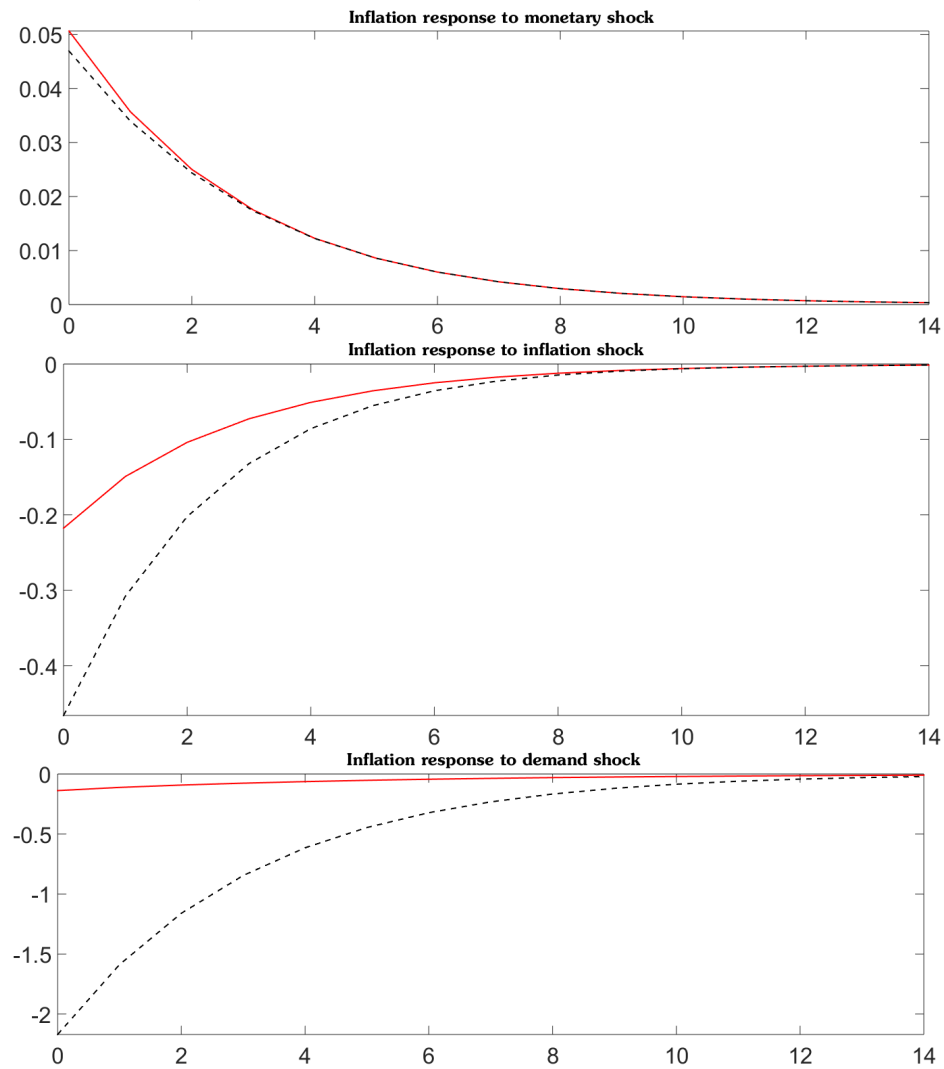 Inflation response to monetary shock
0.05
0.04
0.03
0.02
0.01
0
0 2 4 6 8 10 12 14
Inflation response to inflation shock
0
-0.1
-0.2
-0.3
-0.4
0 2 4 6 8 10 12 14
Inflation response to demand shock
0
-0.5
-1
-1.5
-2
0 2 4 6 8 10 12 14